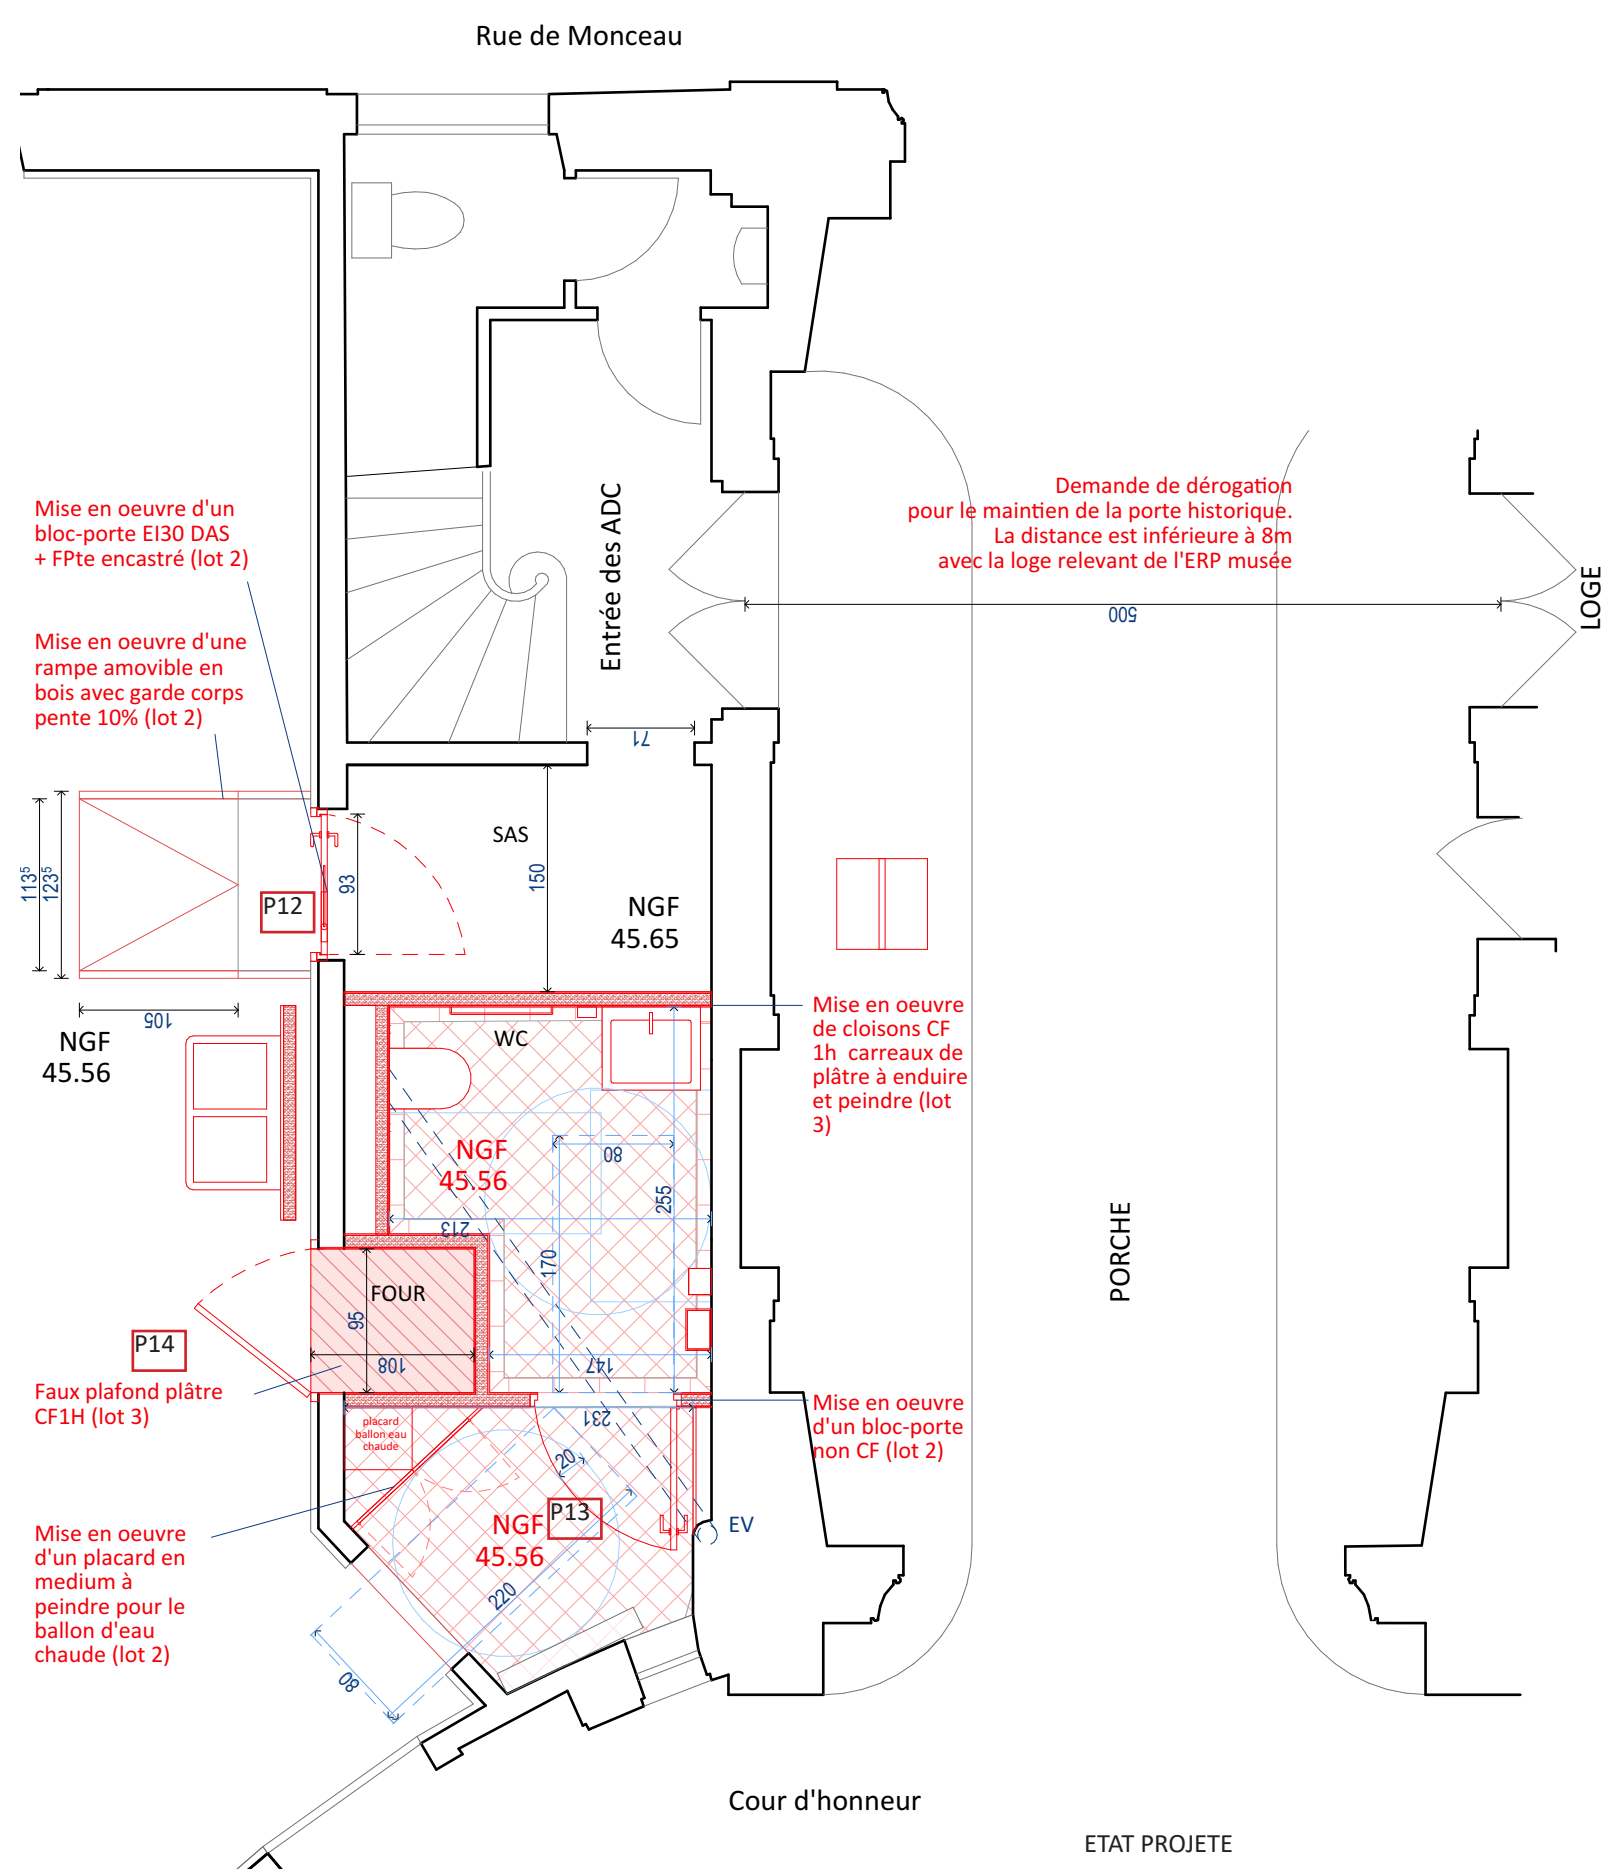 Rue de Monceau
Mise en oeuvre d'un
bloc-porte EI30 DAS
+ FPte encastré (lot 2)
Mise en oeuvre d'une
rampe amovible en
bois avec garde corps
pente 10% (lot 2)
Entrée des ADC
Demande de dérogation
pour le maintien de la porte historique.
La distance est inférieure à 8m
avec la loge relevant de l'ERP musée
500
LOGE
71
SAS
150
93
113⁵
123⁵
P12
NGF
45.65
105
NGF
45.56
WC
Mise en oeuvre
de cloisons CF
1h carreaux de
plâtre à enduire
et peindre (lot
3)
NGF
45.56
80
255
213
170
PORCHE
FOUR
95
108
147
P14
Faux plafond plâtre
CF1H (lot 3)
placard
ballon eau
chaude
231
Mise en oeuvre
d'un bloc-porte
non CF (lot 2)
20
P13
NGF
45.56
EV
Mise en oeuvre
d'un placard en
medium à
peindre pour le
ballon d'eau
chaude (lot 2)
220
80
Cour d'honneur
ETAT PROJETE